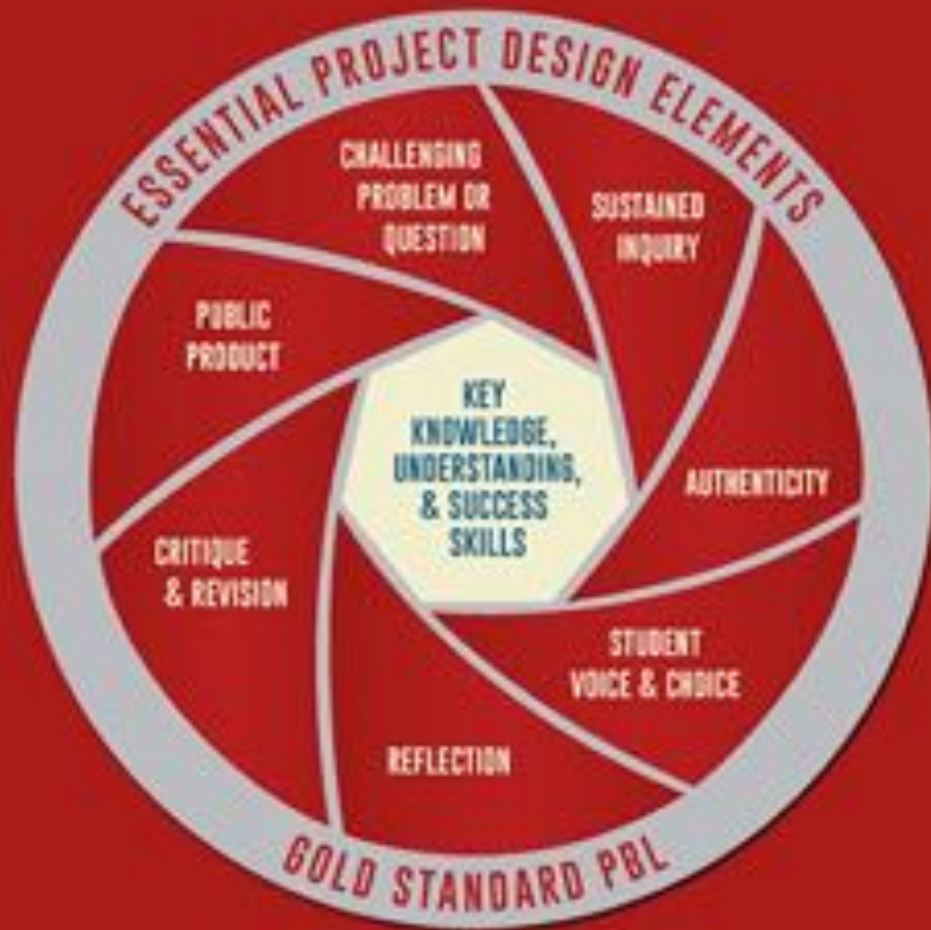 ESSENTIAL PROJECT DESIGN ELEMENTS
CHALLENGING
PROBLEM OR
QUESTION
SUSTAINED
INQUIRY
AUTHENTICITY
STUDENT
VOICE & CHOICE
REFLECTION
CRITIQUE
& REVISION
PUBLIC
PRODUCT
KEY
KNOWLEDGE,
UNDERSTANDING,
& SUCCESS
SKILLS
GOLD STANDARD PBL